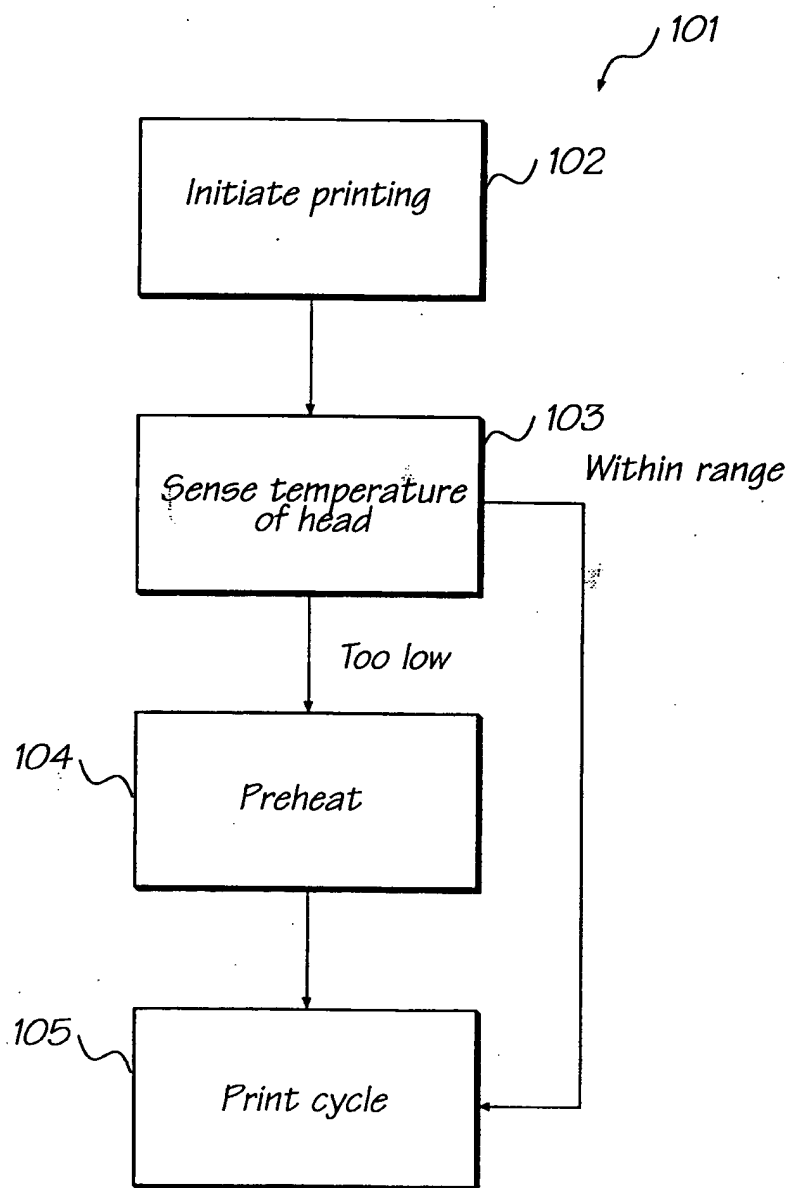 101
Initiate printing
102
103
Sense temperature
of head
Within range
Too low
104
Preheat
105
Print cycle